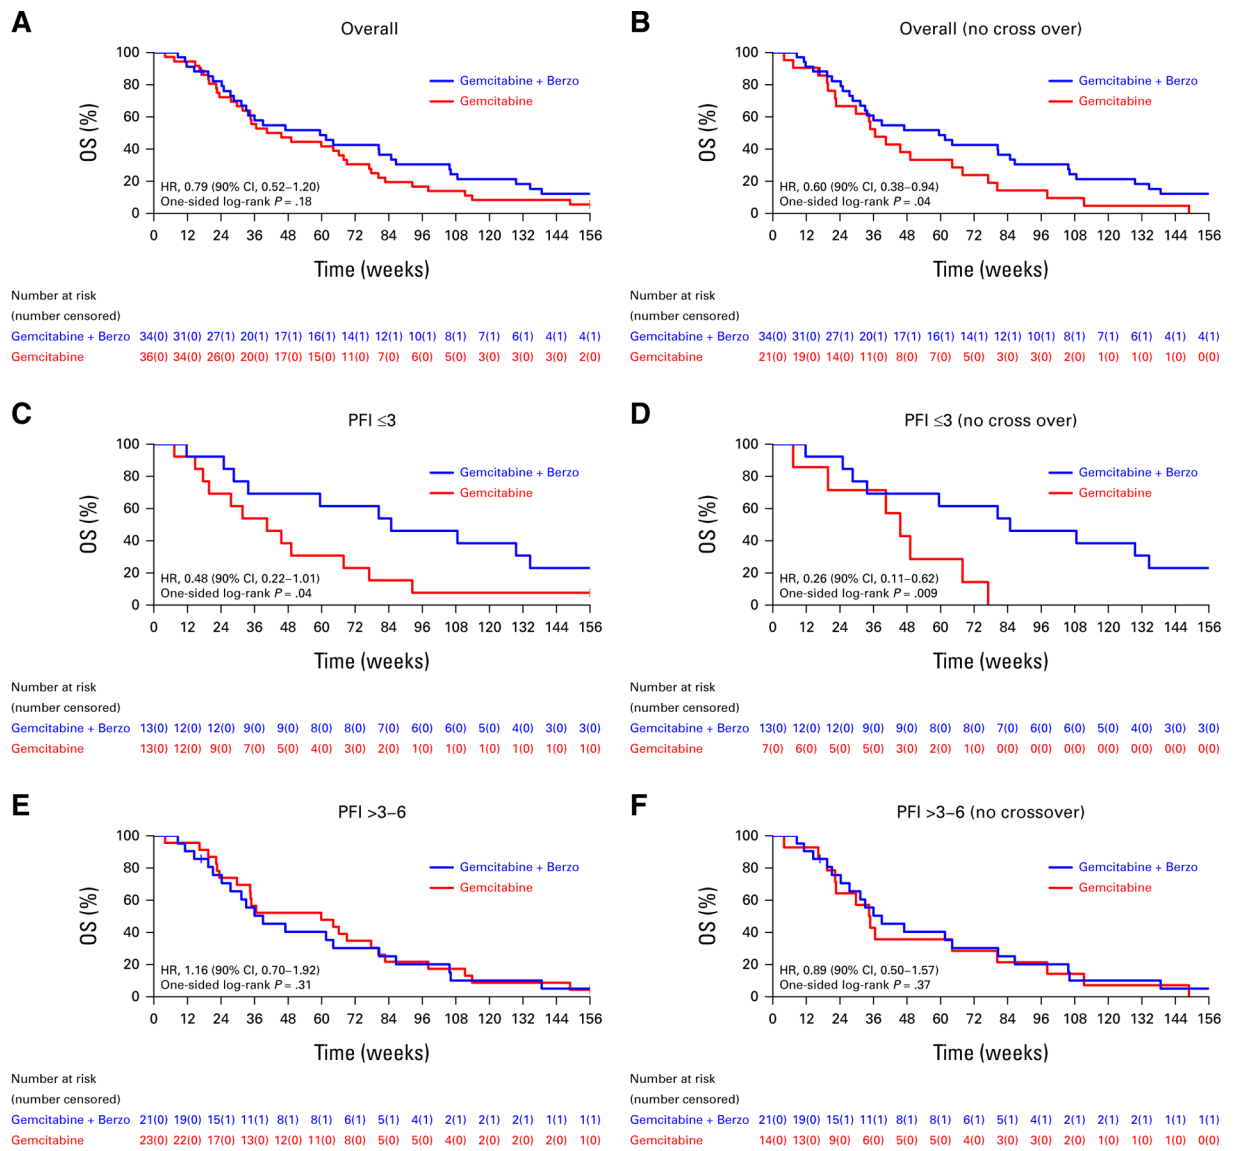 A
Overall
100
80
60
40
20
0
OS (%)
Gemcitabine + Berzo
Gemcitabine
HR, 0.79 (90% CI, 0.52–1.20)
One-sided log-rank P = .18
0 12 24 36 48 60 72 84 96 108 120 132 144 156
Time (weeks)
Number at risk
(number censored)
Gemcitabine + Berzo 34(0) 31(0) 27(1) 20(1) 17(1) 16(1) 14(1) 12(1) 10(1) 8(1) 7(1) 6(1) 4(1) 4(1)
Gemcitabine 36(0) 34(0) 26(0) 20(0) 17(0) 15(0) 11(0) 7(0) 6(0) 5(0) 3(0) 3(0) 3(0) 2(0)
B
Overall (no cross over)
100
80
60
40
20
0
OS (%)
Gemcitabine + Berzo
Gemcitabine
HR, 0.60 (90% CI, 0.38–0.94)
One-sided log-rank P = .04
0 12 24 36 48 60 72 84 96 108 120 132 144 156
Time (weeks)
Number at risk
(number censored)
Gemcitabine + Berzo 34(0) 31(0) 27(1) 20(1) 17(1) 16(1) 14(1) 12(1) 10(1) 8(1) 7(1) 6(1) 4(1) 4(1)
Gemcitabine 21(0) 19(0) 14(0) 11(0) 8(0) 7(0) 5(0) 3(0) 3(0) 2(0) 1(0) 1(0) 1(0) 0(0)
C
PFI ≤3
100
80
60
40
20
0
OS (%)
Gemcitabine + Berzo
Gemcitabine
HR, 0.48 (90% CI, 0.22–1.01)
One-sided log-rank P = .04
0 12 24 36 48 60 72 84 96 108 120 132 144 156
Time (weeks)
Number at risk
(number censored)
Gemcitabine + Berzo 13(0) 12(0) 12(0) 9(0) 9(0) 8(0) 8(0) 7(0) 6(0) 6(0) 5(0) 4(0) 3(0) 3(0)
Gemcitabine 13(0) 12(0) 9(0) 7(0) 5(0) 4(0) 3(0) 2(0) 1(0) 1(0) 1(0) 1(0) 1(0) 1(0)
D
PFI ≤3 (no cross over)
100
80
60
40
20
0
OS (%)
Gemcitabine + Berzo
Gemcitabine
HR, 0.26 (90% CI, 0.11–0.62)
One-sided log-rank P = .009
0 12 24 36 48 60 72 84 96 108 120 132 144 156
Time (weeks)
Number at risk
(number censored)
Gemcitabine + Berzo 13(0) 12(0) 12(0) 9(0) 9(0) 8(0) 8(0) 7(0) 6(0) 6(0) 5(0) 4(0) 3(0) 3(0)
Gemcitabine 7(0) 6(0) 5(0) 5(0) 3(0) 2(0) 1(0) 0(0) 0(0) 0(0) 0(0) 0(0) 0(0) 0(0)
E
PFI >3–6
100
80
60
40
20
0
OS (%)
Gemcitabine + Berzo
Gemcitabine
HR, 1.16 (90% CI, 0.70–1.92)
One-sided log-rank P = .31
0 12 24 36 48 60 72 84 96 108 120 132 144 156
Time (weeks)
Number at risk
(number censored)
Gemcitabine + Berzo 21(0) 19(0) 15(1) 11(1) 8(1) 8(1) 6(1) 5(1) 4(1) 2(1) 2(1) 2(1) 1(1) 1(1)
Gemcitabine 23(0) 22(0) 17(0) 13(0) 12(0) 11(0) 8(0) 5(0) 5(0) 4(0) 2(0) 2(0) 2(0) 1(0)
F
PFI >3–6 (no crossover)
100
80
60
40
20
0
OS (%)
Gemcitabine + Berzo
Gemcitabine
HR, 0.89 (90% CI, 0.50–1.57)
One-sided log-rank P = .37
0 12 24 36 48 60 72 84 96 108 120 132 144 156
Time (weeks)
Number at risk
(number censored)
Gemcitabine + Berzo 21(0) 19(0) 15(1) 11(1) 8(1) 8(1) 6(1) 5(1) 4(1) 2(1) 2(1) 2(1) 1(1) 1(1)
Gemcitabine 14(0) 13(0) 9(0) 6(0) 5(0) 5(0) 4(0) 3(0) 3(0) 2(0) 1(0) 1(0) 1(0) 0(0)